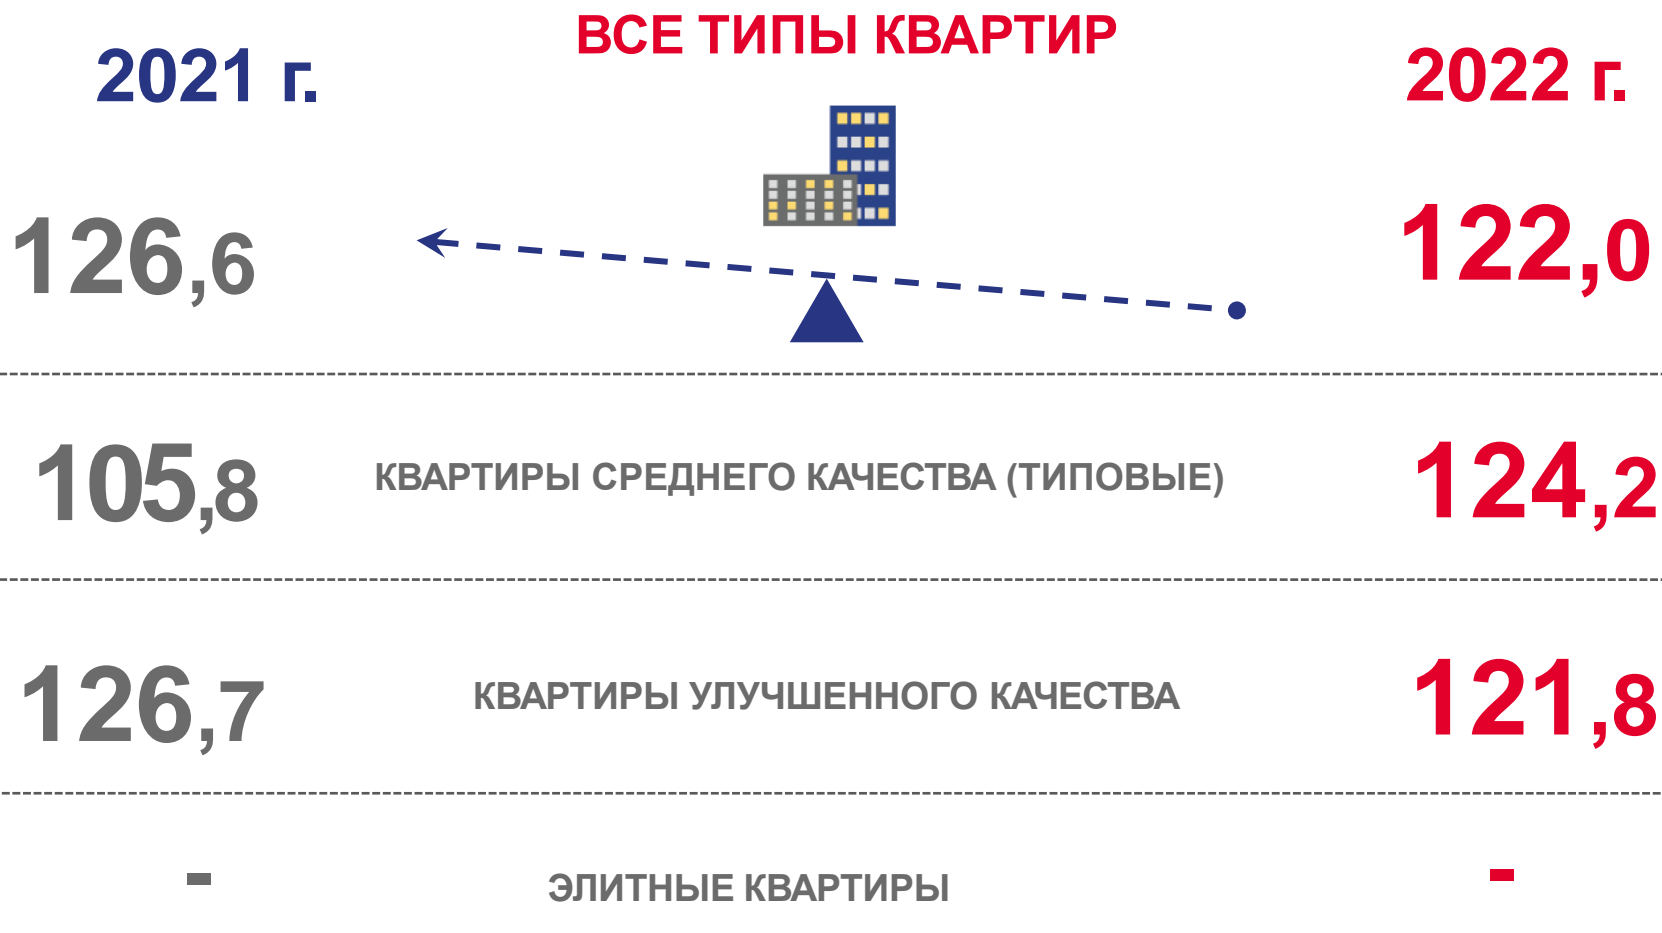 ВСЕ ТИПЫ КВАРТИР
2021 г.
2022 г.
126,6
122,0
105,8
КВАРТИРЫ СРЕДНЕГО КАЧЕСТВА (ТИПОВЫЕ)
124,2
126,7
КВАРТИРЫ УЛУЧШЕННОГО КАЧЕСТВА
121,8
-
ЭЛИТНЫЕ КВАРТИРЫ
-